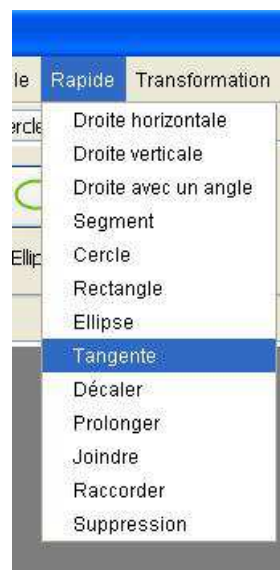 le Rapide Transformation
ercle
Droite horizontale
Droite verticale
Droite avec un angle
Segment
Ellip
Cercle
Rectangle
Ellipse
Tangente
Décaler
Prolonger
Joindre
Raccorder
Suppression